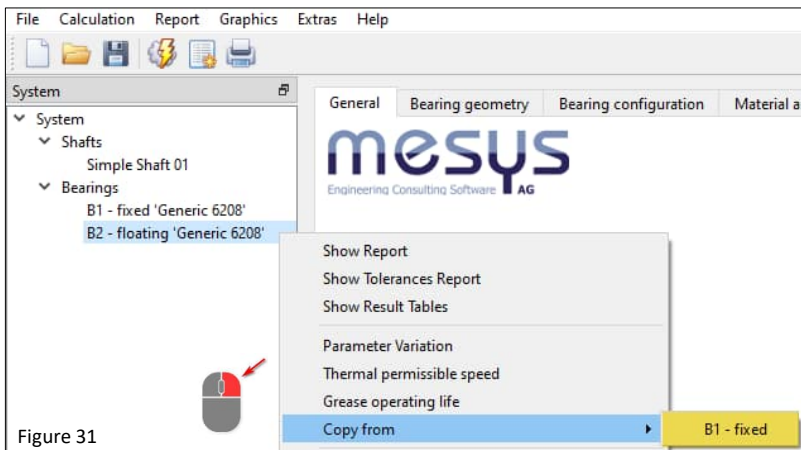 File Calculation Report Graphics Extras Help
System
General Bearing geometry Bearing configuration Material a
System
Shafts
Simple Shaft 01
Bearings
B1 - fixed 'Generic 6208'
B2 - floating 'Generic 6208'
mesys
Engineering Consulting Software AG
Show Report
Show Tolerances Report
Show Result Tables
Parameter Variation
Thermal permissible speed
Grease operating life
Copy from
B1 - fixed
Figure 31